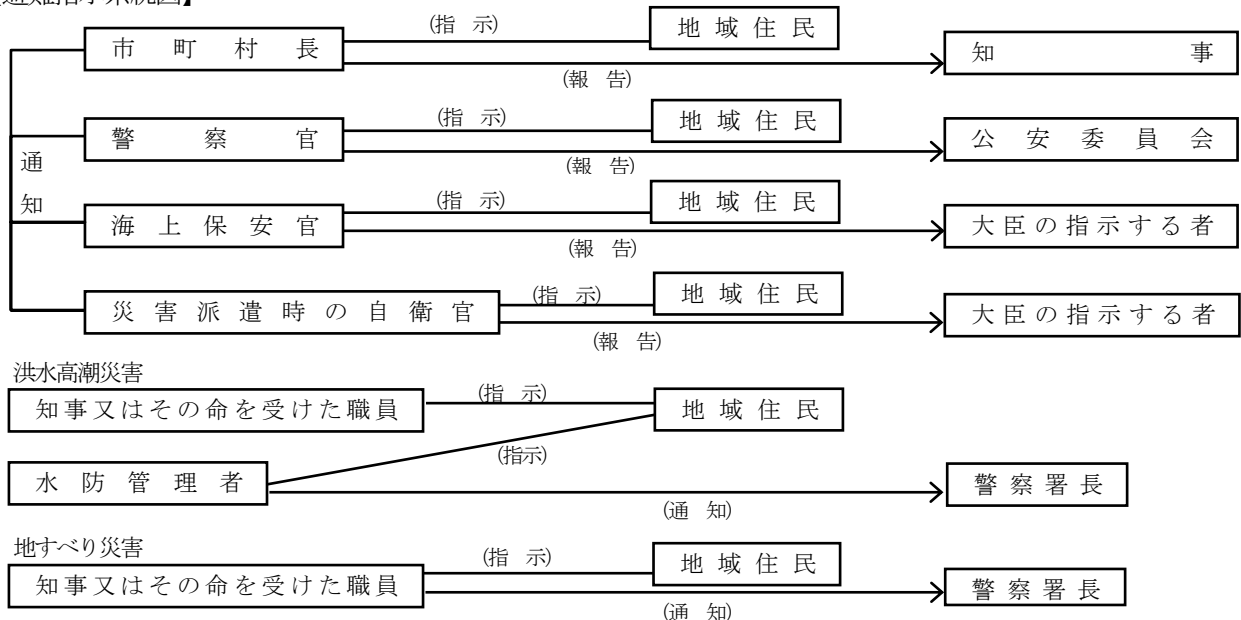 (指 示) 地域住民
市町村長 知事
(報 告)
(指 示) 地域住民
警察官 公安委員会
通 (報 告)
知 (指 示) 地域住民
海上保安官 大臣の指示する者
(報 告)
(指 示) 地域住民
災害派遣時の自衛官 大臣の指示する者
(報 告)
洪水高潮災害
(指 示)
知事又はその命を受けた職員 地域住民
(指示)
水防管理者 警察署長
(通 知)
地すべり災害
(指 示) 地域住民
知事又はその命を受けた職員 警察署長
(通 知)